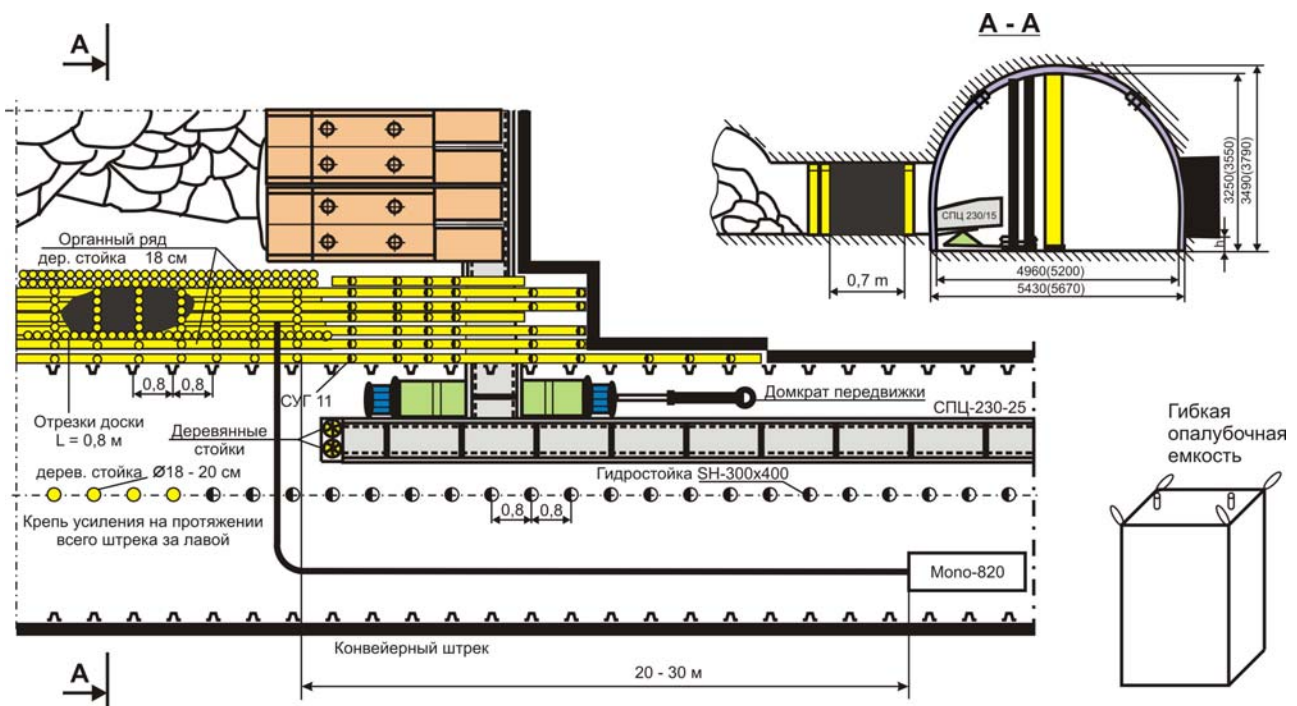 А
А - А
Органный ряд
дер. стойка 18 см
СПЦ 230/15
3250(3550)
3490(3790)
h
0,7 m
4960(5200)
5430(5670)
0,8
0,8
СУГ 11
Домкрат передвижки
СПЦ-230-25
Отрезки доски
L = 0,8 м
Деревянные
стойки
Гибкая
опалубочная
емкость
дерев. стойка Ø18 - 20 см
Гидростойка SH-300x400
0,8
0,8
Крепь усиления на протяжении
всего штрека за лавой
Mono-820
Конвейерный штрек
А
20 - 30 м